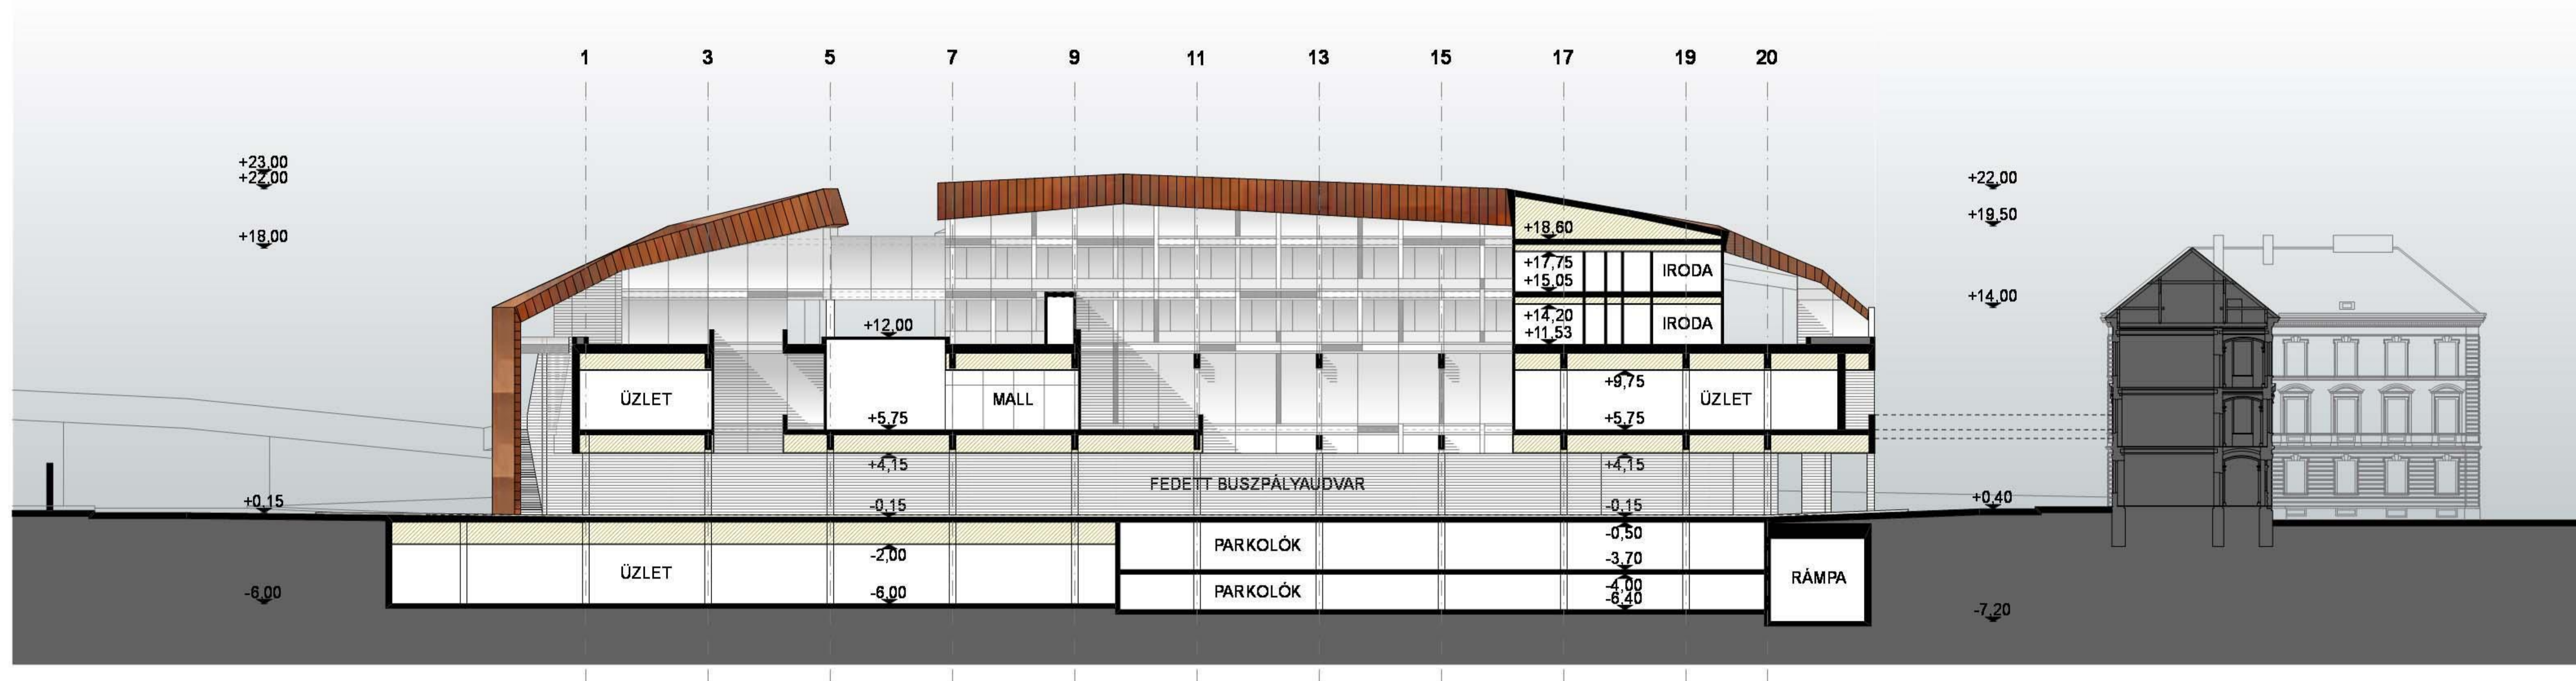 1 3 5 7 9 11 13 15 17 19 20
+23,00
+22,00
+18,00
+0,15
-6,00
+12,00
ÜZLET
MALL
+5,75
+4,15
-0,15
-2,00
ÜZLET
-6,00
+18,60
+17,75
IRODA
+15,05
+14,20
IRODA
+11,53
+9,75
ÜZLET
+5,75
+4,15
FEDETT BUSZPÁLYAUDVAR
-0,15
-0,50
PARKOLÓK
-3,70
-4,00
PARKOLÓK
-6,40
RÁMPA
+22,00
+19,50
+14,00
+0,40
-7,20